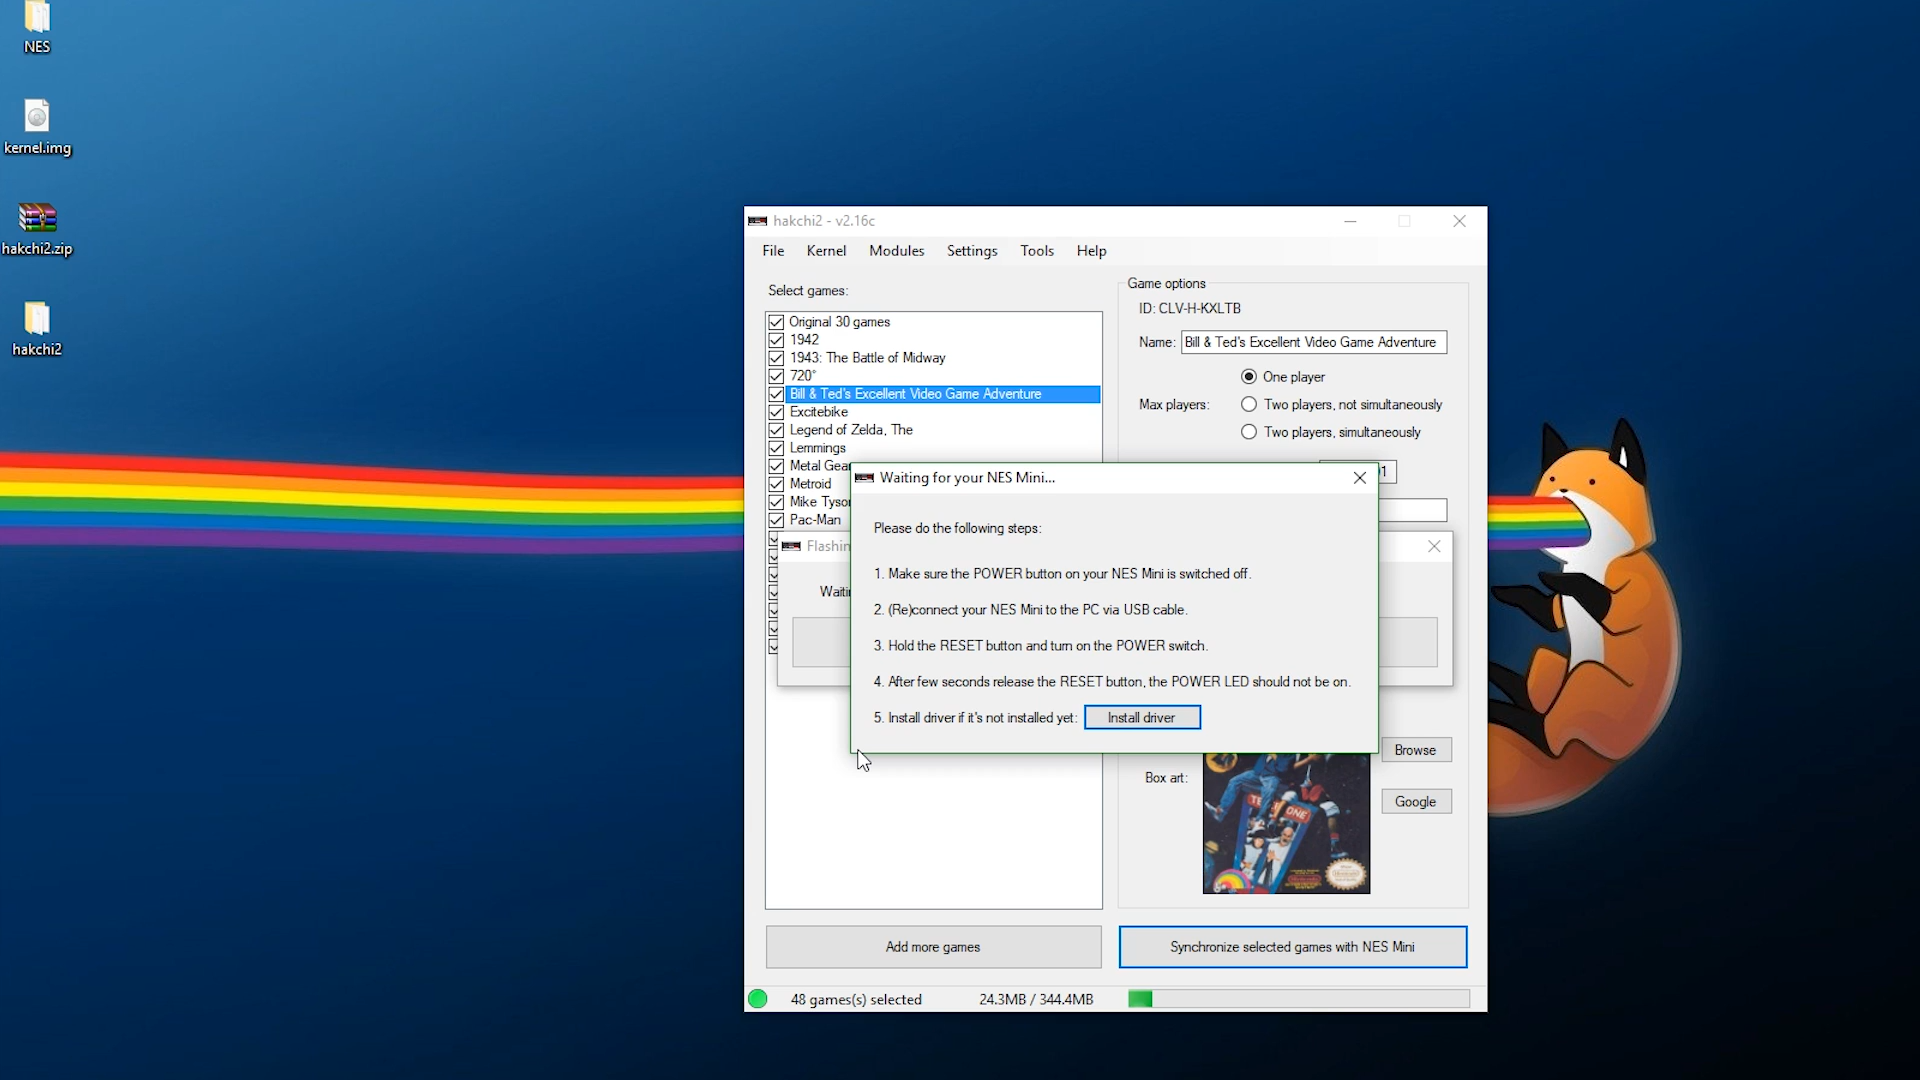 NES
kernel.img
hakchi2.zip
hakchi2
hakchi2 - v2.16c
File Kernel Modules Settings Tools Help
Select games:
Original 30 games
1942
1943: The Battle of Midway
720°
Bill & Ted's Excellent Video Game Adventure
Excitebike
Legend of Zelda, The
Lemmings
Metal Gear
Metroid
Mike Tyson
Pac-Man
Game options
ID: CLV-H-KXLTB
Name: Bill & Ted's Excellent Video Game Adventure
Max players:
One player
Two players, not simultaneously
Two players, simultaneously
1
Flashin
Waitin
Waiting for your NES Mini...
Please do the following steps:
1. Make sure the POWER button on your NES Mini is switched off.
2. (Re)connect your NES Mini to the PC via USB cable.
3. Hold the RESET button and turn on the POWER switch.
4. After few seconds release the RESET button, the POWER LED should not be on.
5. Install driver if it's not installed yet: Install driver
Box art:
Browse
Google
Add more games
Synchronize selected games with NES Mini
48 games(s) selected
24.3MB / 344.4MB